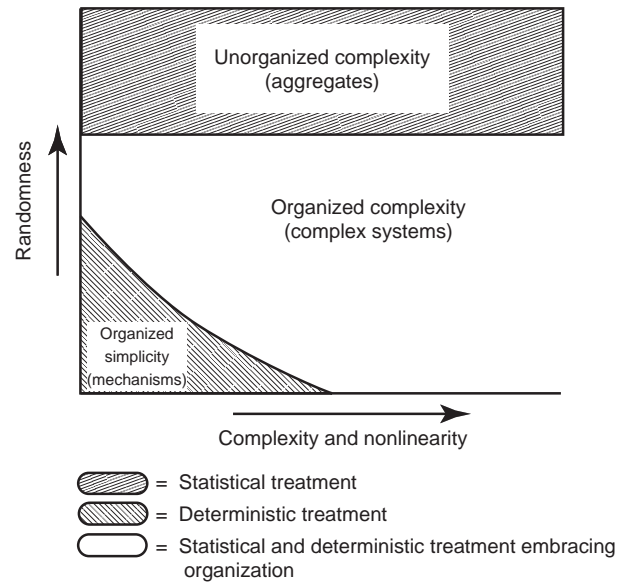 Unorganized complexity
(aggregates)
Randomness
Organized complexity
(complex systems)
Organized
simplicity
(mechanisms)
Complexity and nonlinearity
= Statistical treatment
= Deterministic treatment
= Statistical and deterministic treatment embracing
organization